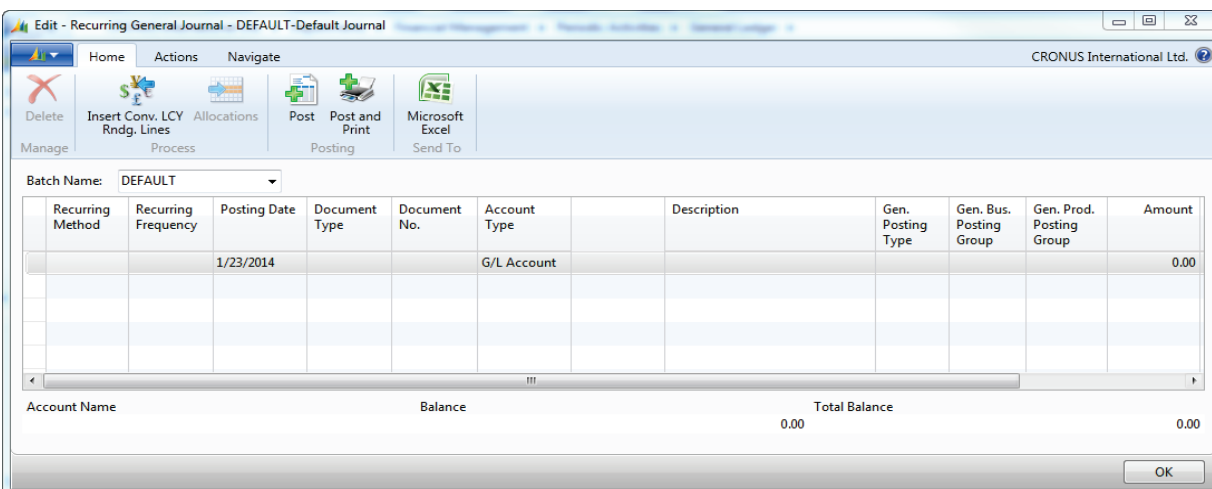 Edit - Recurring General Journal - DEFAULT-Default Journal
Home Actions Navigate
CRONUS International Ltd.
Delete
Insert Conv. LCY Rndg. Lines
Allocations
Post
Post and Print
Microsoft Excel
Manage
Process
Posting
Send To
Batch Name: DEFAULT
Recurring Method
Recurring Frequency
Posting Date
Document Type
Document No.
Account Type
Description
Gen. Posting Type
Gen. Bus. Posting Group
Gen. Prod. Posting Group
Amount
1/23/2014 G/L Account 0.00
Account Name Balance Total Balance
0.00 0.00
OK